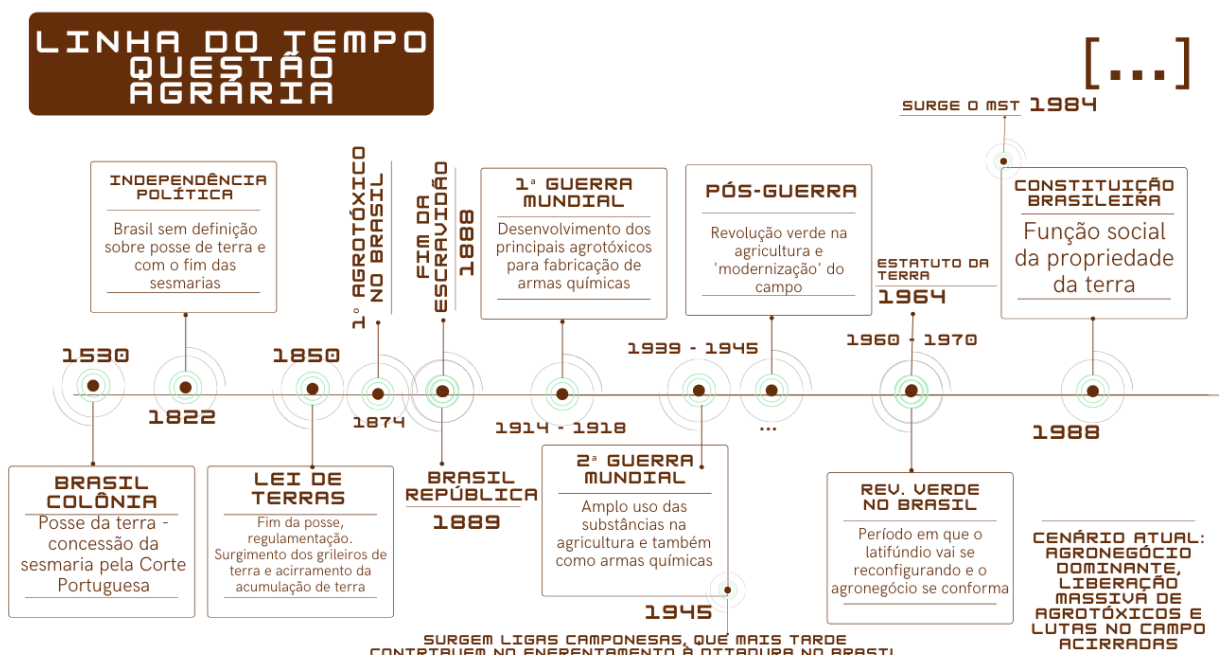 LINHA DO TEMPO
QUESTÃO
AGRÁRIA
[...]
SURGE O MST 1984
INDEPENDÊNCIA
POLÍTICA
Brasil sem definição
sobre posse de terra e
com o fim das
sesmarias
1º AGROTÓXICO
NO BRASIL
FIM DA
ESCRAVIDÃO
1888
1ª GUERRA
MUNDIAL
Desenvolvimento dos
principais agrotóxicos
para fabricação de
armas químicas
PÓS-GUERRA
Revolução verde na
agricultura e
'modernização' do
campo
ESTATUTO DA
TERRA
1964
CONSTITUIÇÃO
BRASILEIRA
Função social
da propriedade
da terra
1530
1822
1850
1874
1914 - 1918
1939 - 1945
...
1960 - 1970
1988
BRASIL
COLÔNIA
Posse da terra -
concessão da
sesmaria pela Corte
Portuguesa
LEI DE
TERRAS
Fim da posse,
regulamentação.
Surgimento dos grileiros de
terra e acirramento da
acumulação de terra
BRASIL
REPÚBLICA
1889
2ª GUERRA
MUNDIAL
Amplo uso das
substâncias na
agricultura e também
como armas químicas
1945
SURGEM LIGAS CAMPONESAS, QUE MAIS TARDE
CONTRIBUEM NO ENFRENTAMENTO À DITADURA NO BRASIL
REV. VERDE
NO BRASIL
Período em que o
latifúndio vai se
reconfigurando e o
agronegócio se conforma
CENÁRIO ATUAL:
AGRONEGÓCIO
DOMINANTE,
LIBERAÇÃO
MASSIVA DE
AGROTÓXICOS E
LUTAS NO CAMPO
ACIRRADAS